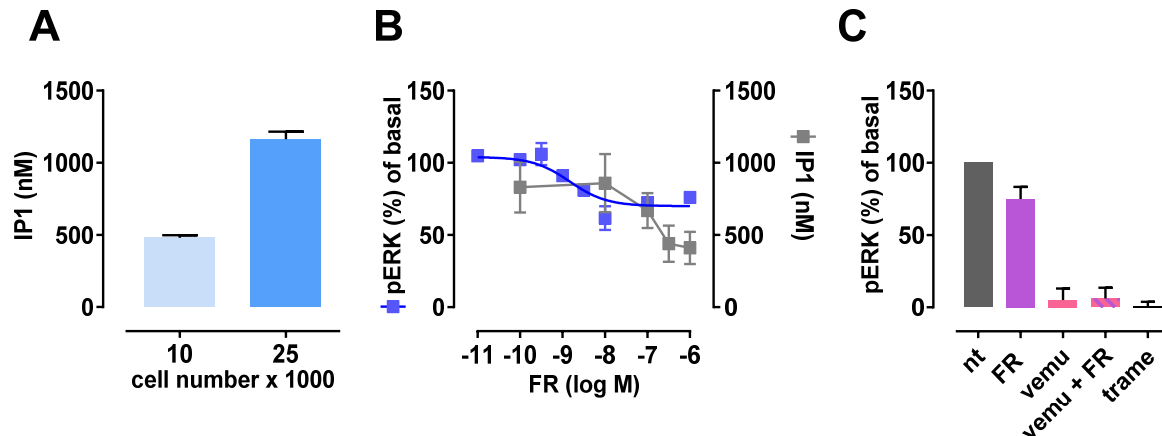 A
B
C
1500
1000
500
0
IP1 (nM)
10
25
cell number x 1000
150
100
50
0
pERK (%) of basal
1500
1000
500
0
IP1 (nM)
-11
-10
-9
-8
-7
-6
FR (log M)
150
100
50
0
pERK (%) of basal
nt
FR
vemu
vemu + FR
trame